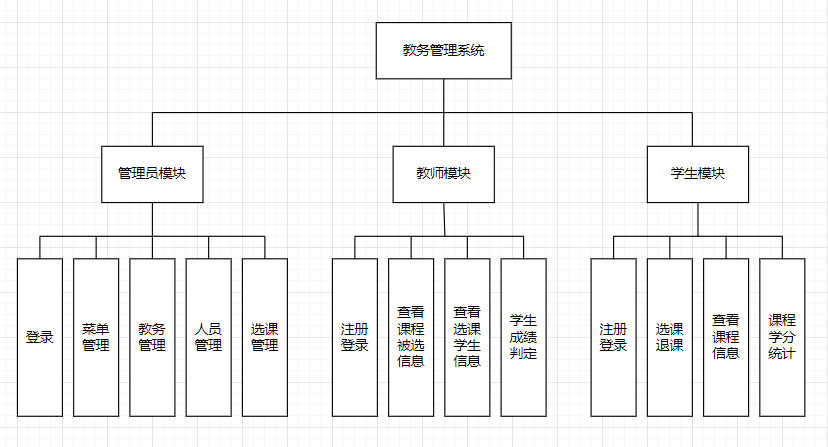 教务管理系统
管理员模块
教师模块
学生模块
登录
菜单
管理
教务
管理
人员
管理
选课
管理
注册
登录
查看
课程
被选
信息
查看
选课
学生
信息
学生
成绩
判定
注册
登录
选课
退课
查看
课程
信息
课程
学分
统计